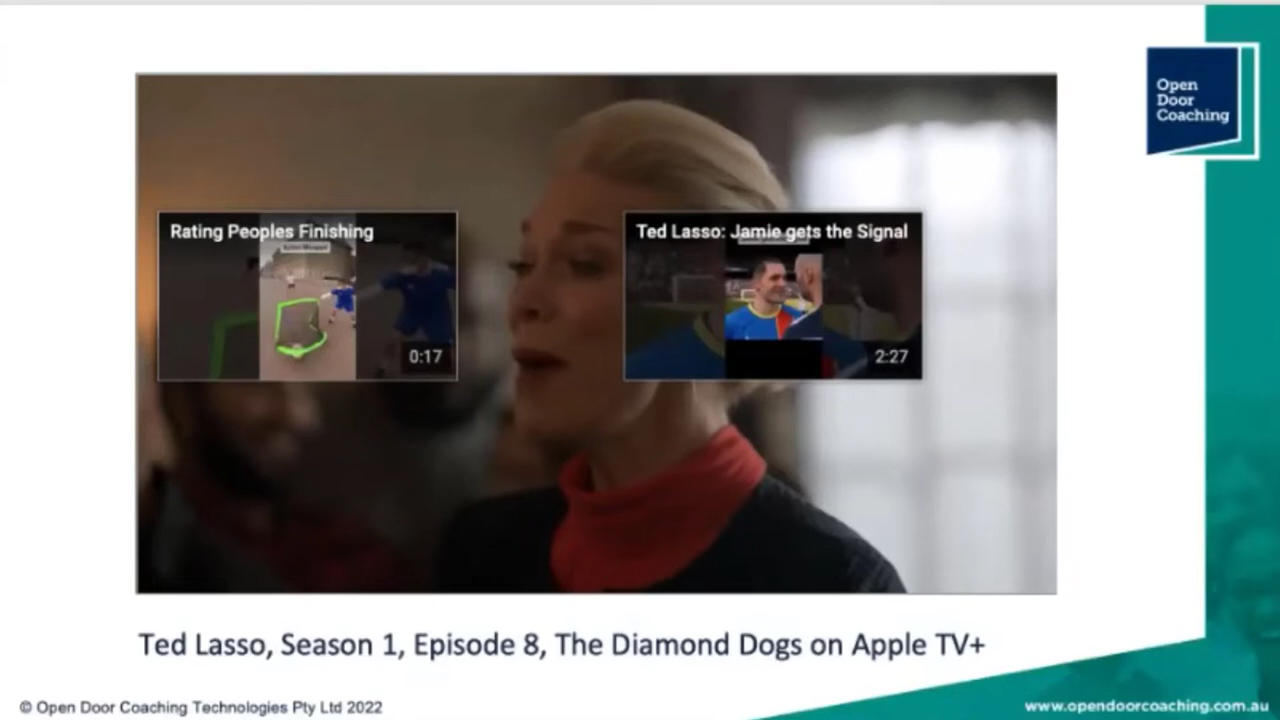 Open
Door
Coaching
Rating Peoples Finishing
Ted Lasso: Jamie gets the Signal
0:17
2:27
Ted Lasso, Season 1, Episode 8, The Diamond Dogs on Apple TV+
© Open Door Coaching Technologies Pty Ltd 2022
www.opendoorcoaching.com.au